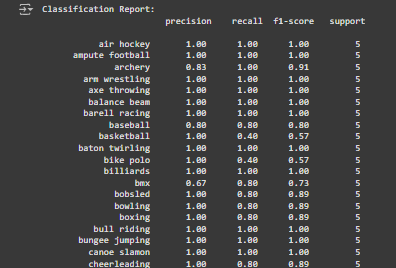 Classification Report:
precision recall f1-score support
air hockey 1.00 1.00 1.00 5
ampute football 1.00 1.00 1.00 5
archery 0.83 1.00 0.91 5
arm wrestling 1.00 1.00 1.00 5
axe throwing 1.00 1.00 1.00 5
balance beam 1.00 1.00 1.00 5
barell racing 1.00 1.00 1.00 5
baseball 0.80 0.80 0.80 5
basketball 1.00 0.40 0.57 5
baton twirling 1.00 1.00 1.00 5
bike polo 1.00 0.40 0.57 5
billiards 1.00 1.00 1.00 5
bmx 0.67 0.80 0.73 5
bobsled 1.00 0.80 0.89 5
bowling 1.00 0.80 0.89 5
boxing 1.00 0.80 0.89 5
bull riding 1.00 1.00 1.00 5
bungee jumping 1.00 1.00 1.00 5
canoe slamon 1.00 1.00 1.00 5
cheerleading 1.00 0.80 0.89 5